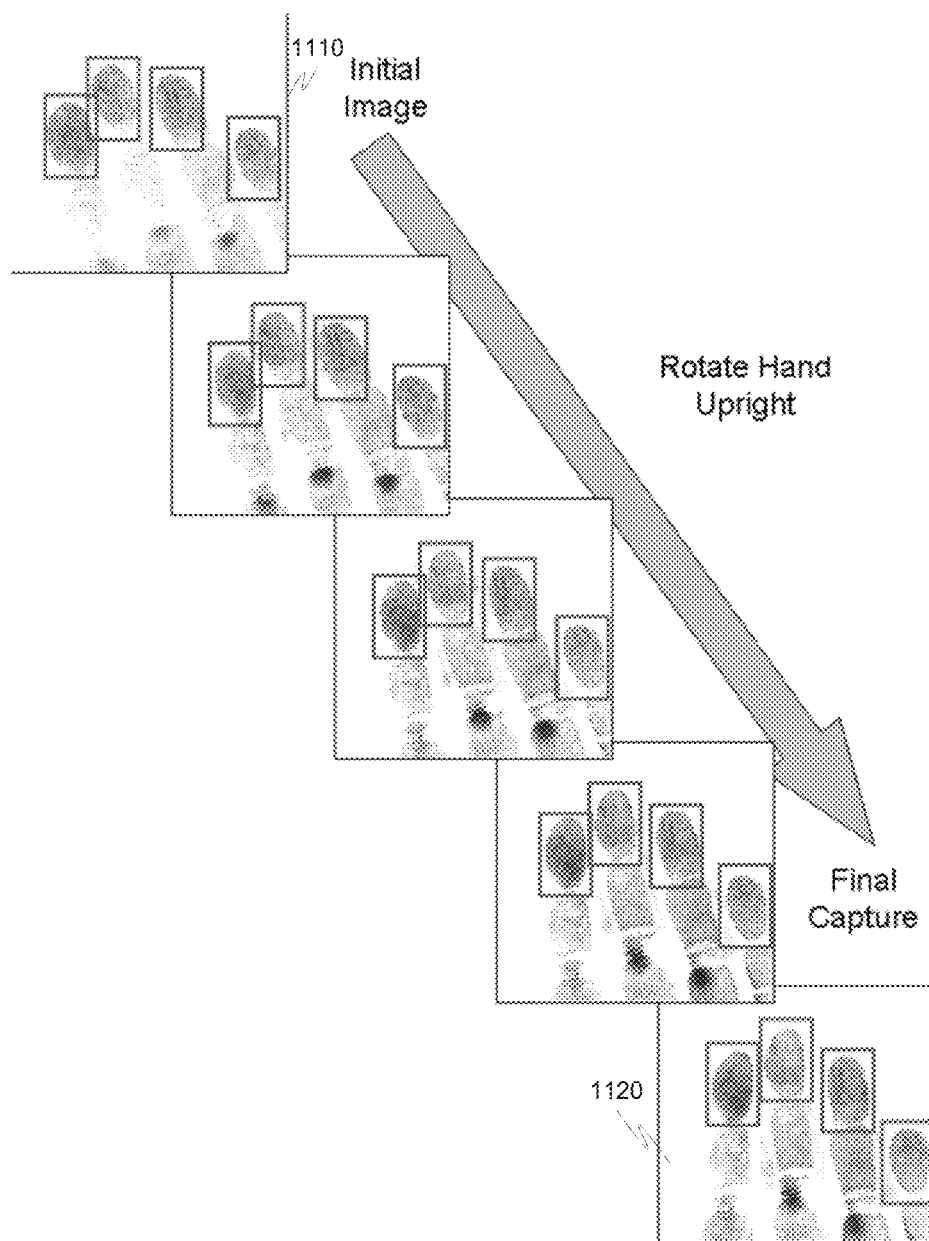 1110
Initial
Image
Rotate Hand
Upright
Final
Capture
1120